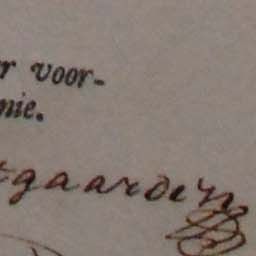 r voor-
nie.
tgaarden